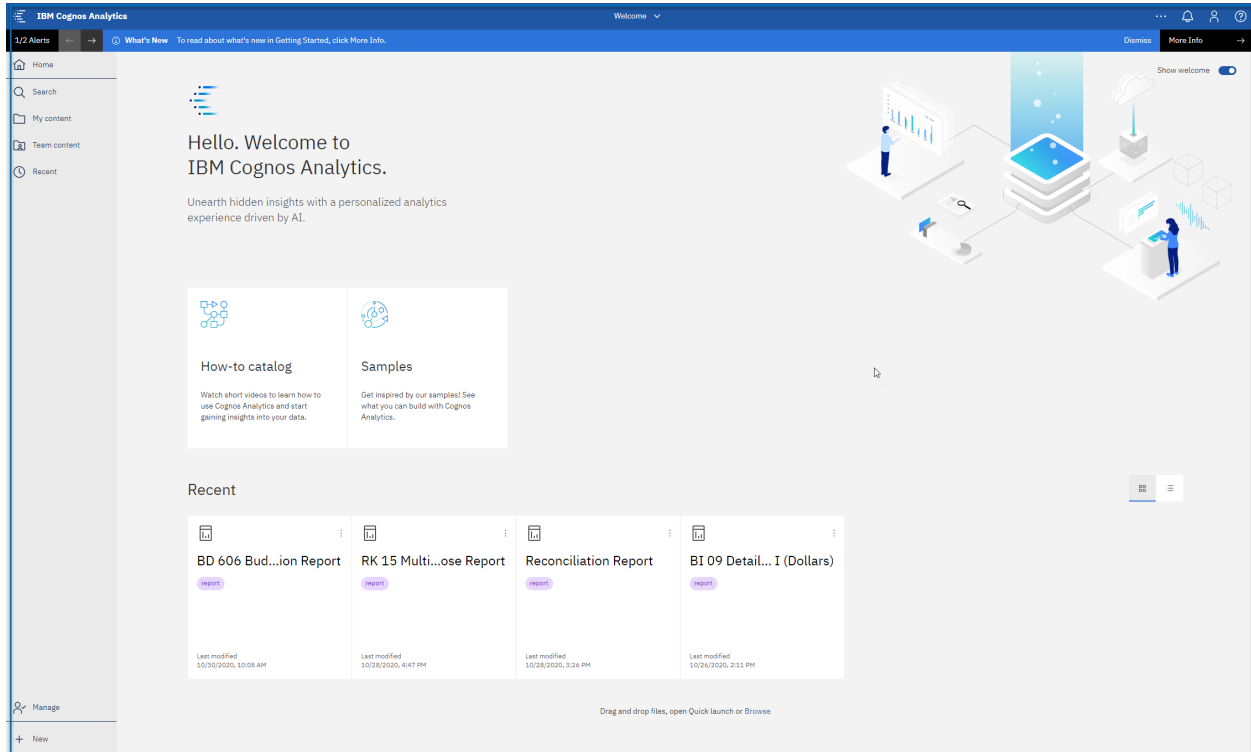 IBM Cognos Analytics
Welcome
1/2 Alerts
What's New To read about what's new in Getting Started, click More Info.
Dismiss
More Info
Home
Search
My content
Team content
Recent
Manage
New
Show welcome
Hello. Welcome to
IBM Cognos Analytics.
Unearth hidden insights with a personalized analytics
experience driven by AI.
How-to catalog
Watch short videos to learn how to
use Cognos Analytics and start
gaining insights into your data.
Samples
Get inspired by our samples! See
what you can build with Cognos
Analytics.
Recent
BD 606 Bud...ion Report
report
Last modified
10/30/2020, 10:05 AM
RK 15 Multi...ose Report
report
Last modified
10/28/2020, 4:47 PM
Reconciliation Report
report
Last modified
10/28/2020, 3:26 PM
BI 09 Detail... I (Dollars)
report
Last modified
10/26/2020, 2:11 PM
Drag and drop files, open Quick launch or Browse